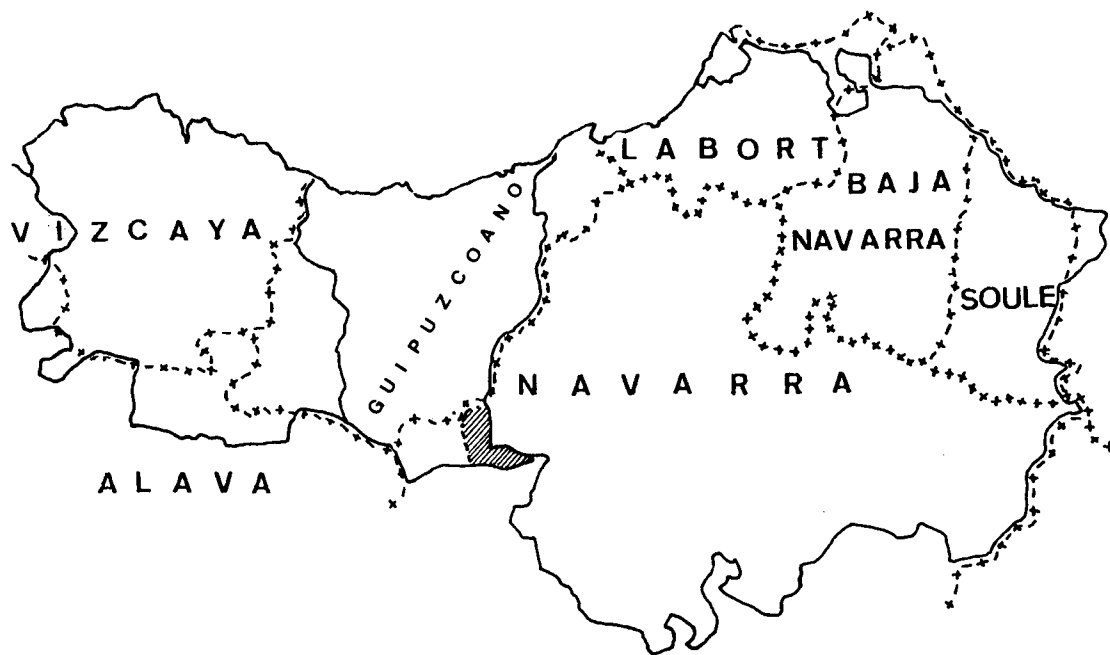 LABORT
BAJA
NAVARRA
VIZCAYA
GUIPUZCOANO
SOULE
NAVARRA
ALAVA